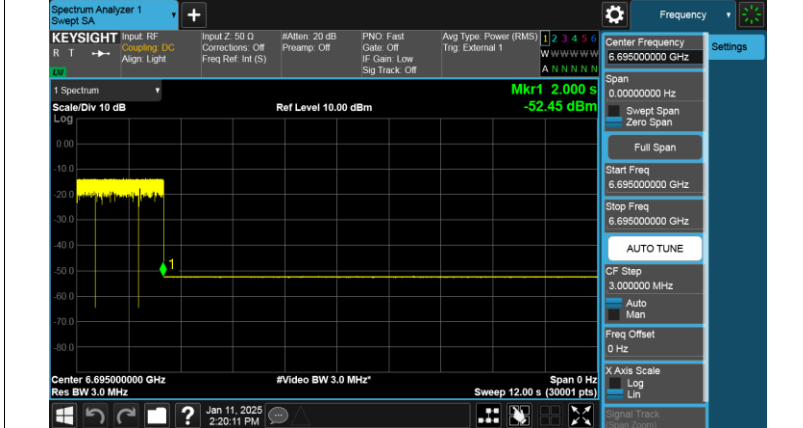 Spectrum Analyzer 1
Swept SA
Frequency
KEYSIGHT
R T
LW
Input: RF
Coupling: DC
Align: Light
Input Z: 50 Ω
Corrections: Off
Freq Ref: Int (S)
#Atten: 20 dB
Preamp: Off
PNO: Fast
Gate: Off
IF Gain: Low
Sig Track: Off
Avg Type: Power (RMS)
Trig: External 1
1 2 3 4 5 6
W W W W W W
A N N N N N
1 Spectrum
Scale/Div 10 dB
Ref Level 10.00 dBm
Mkr1 2.000 s
-52.45 dBm
Log
0.00
-10.0
-20.0
-30.0
-40.0
-50.0
-60.0
-70.0
-80.0
1
Center 6.695000000 GHz
#Video BW 3.0 MHz*
Span 0 Hz
Res BW 3.0 MHz
Sweep 12.00 s (30001 pts)
Jan 11, 2025
2:20:11 PM
Center Frequency
6.695000000 GHz
Settings
Span
0.00000000 Hz
Swept Span
Zero Span
Full Span
Start Freq
6.695000000 GHz
Stop Freq
6.695000000 GHz
AUTO TUNE
CF Step
3.000000 MHz
Auto
Man
Freq Offset
0 Hz
X Axis Scale
Log
Lin
Signal Track
(Span Zoom)